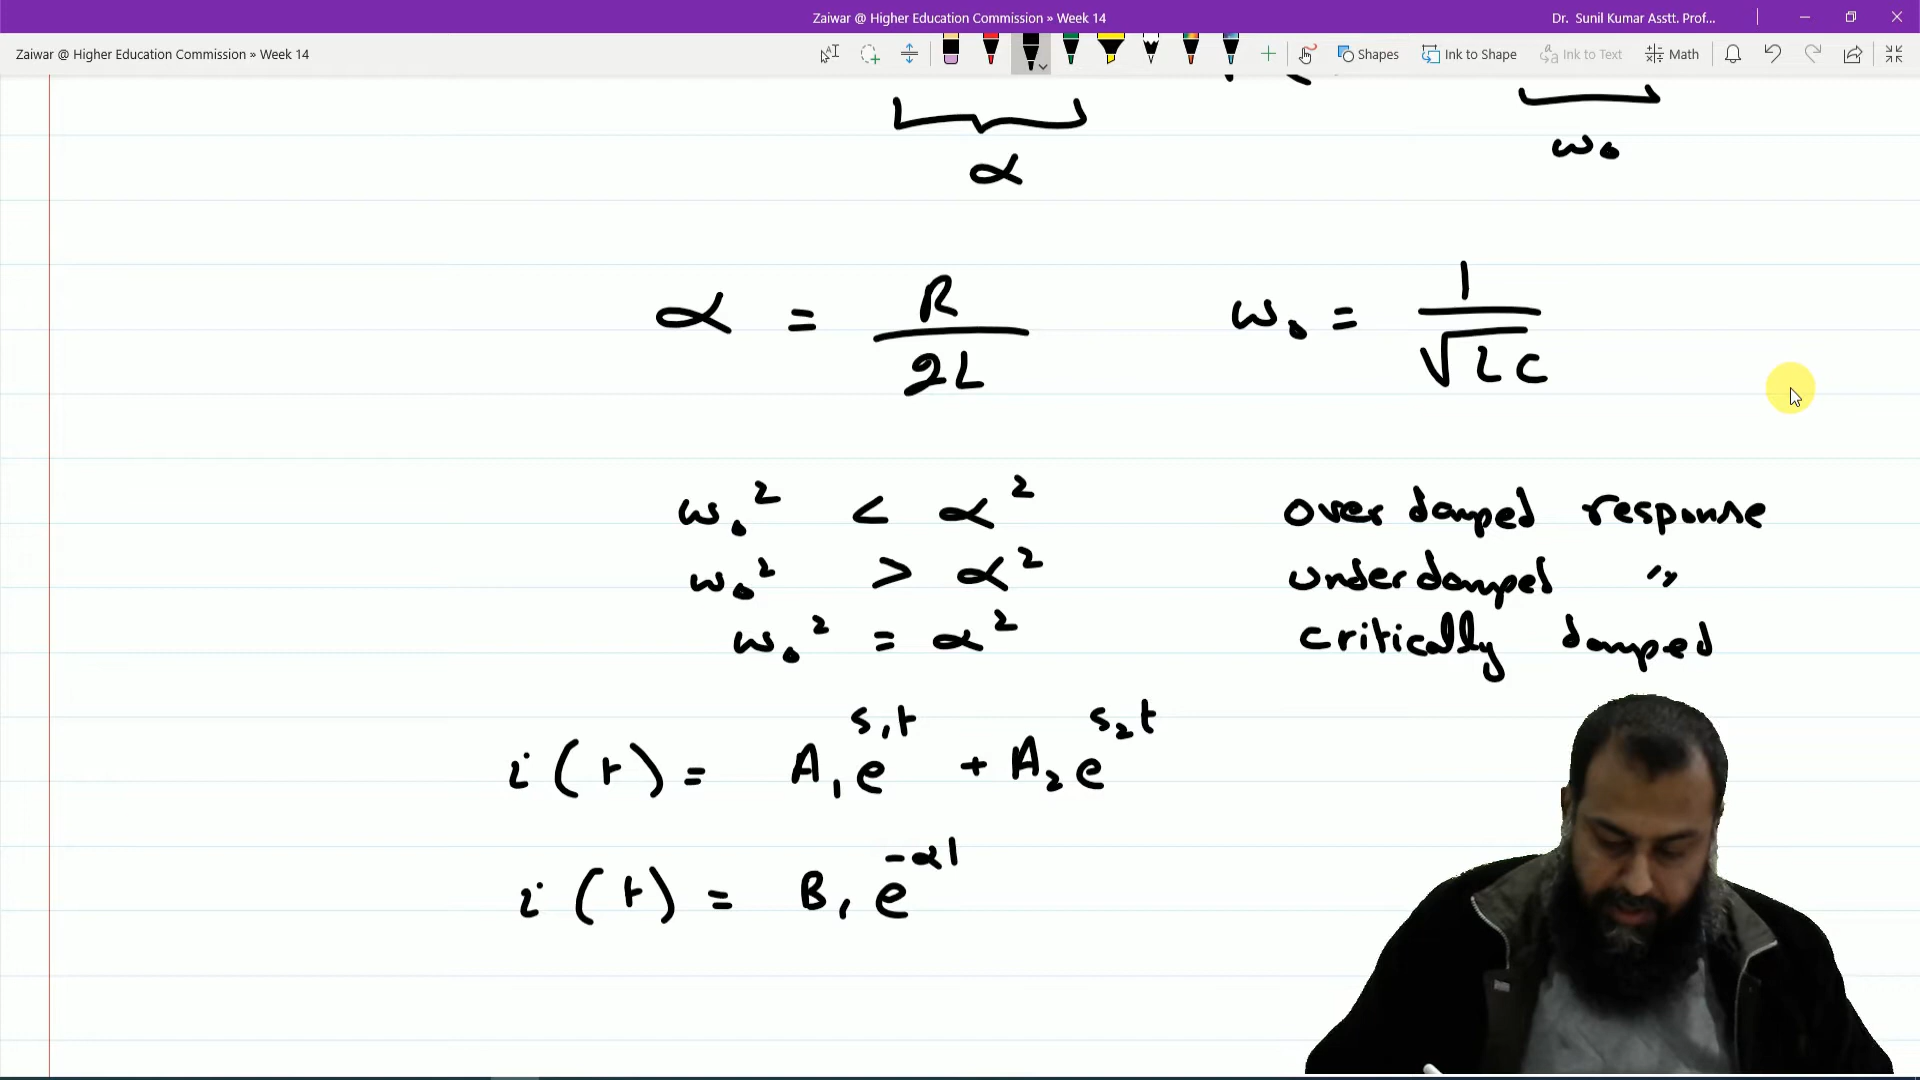 Zaiwar @ Higher Education Commission » Week 14
Dr. Sunil Kumar Asstt. Prof...
Zaiwar @ Higher Education Commission » Week 14
Shapes
Ink to Shape
Ink to Text
Math
α
ω₀
α = R / 2L
ω₀ = 1 / √LC
ω₀² < α² over damped response
ω₀² > α² underdamped "
ω₀² = α² critically damped
i(t) = A₁e^s₁t + A₂e^s₂t
i(t) = B₁e^-αt